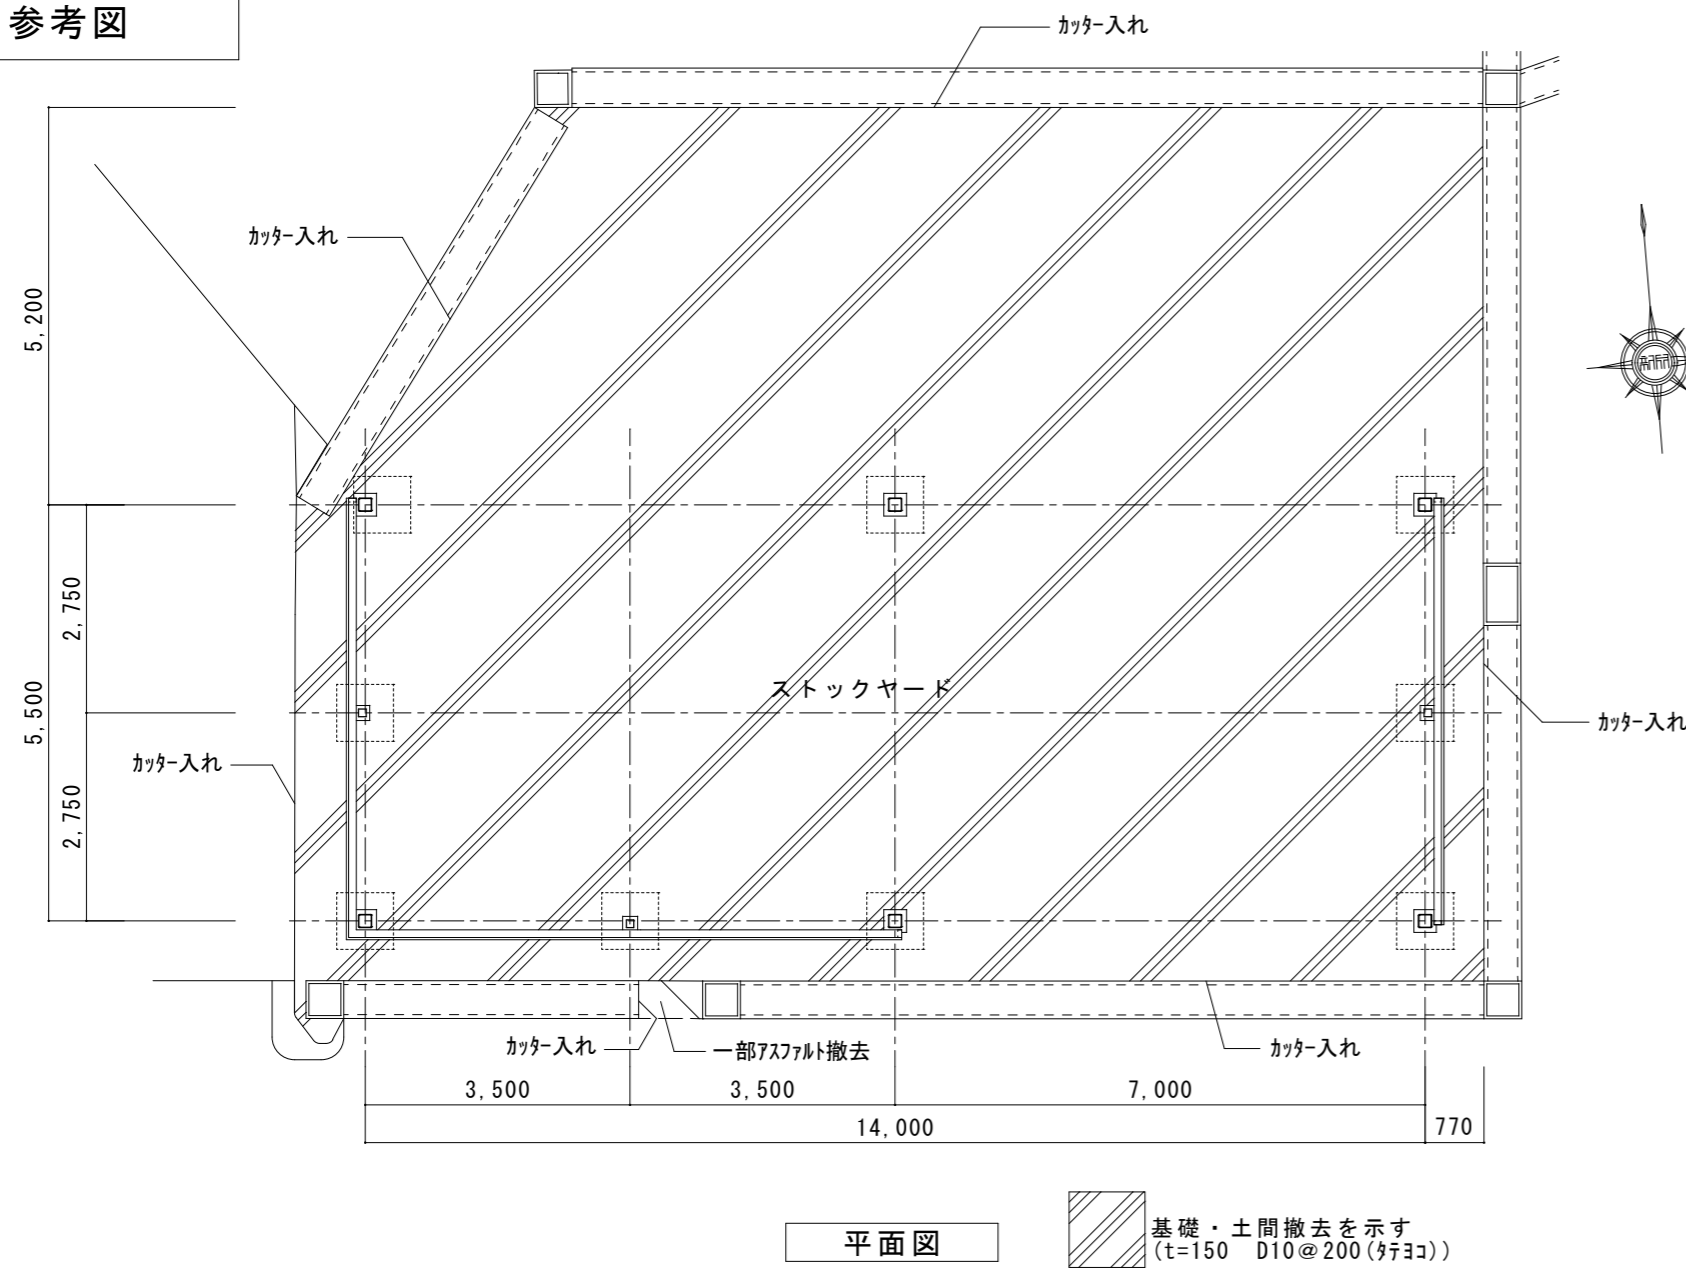 参考図
カッター入れ
カッター入れ
5,200
2,750
5,500
2,750
ストックヤード
カッター入れ
カッター入れ
カッター入れ
一部アスファルト撤去
カッター入れ
3,500
3,500
7,000
14,000
770
平面図
基礎・土間撤去を示す
(t=150 D10@200(タテヨコ))